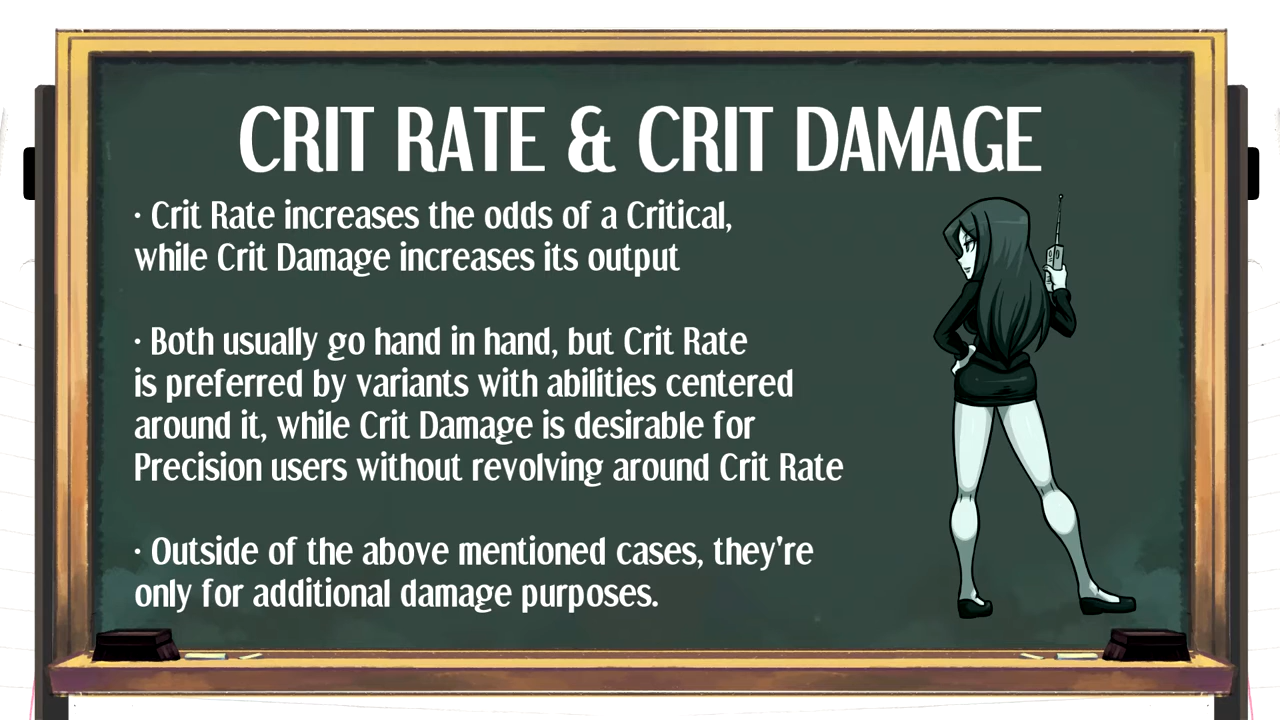 CRIT RATE & CRIT DAMAGE
· Crit Rate increases the odds of a Critical,
while Crit Damage increases its output
· Both usually go hand in hand, but Crit Rate
is preferred by variants with abilities centered
around it, while Crit Damage is desirable for
Precision users without revolving around Crit Rate
· Outside of the above mentioned cases, they're
only for additional damage purposes.